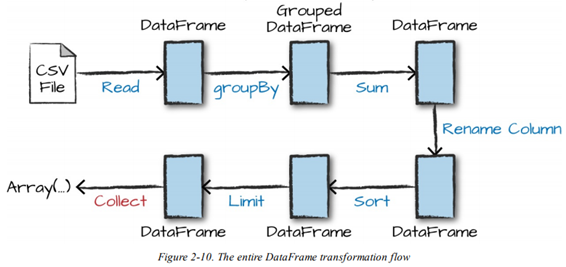 Grouped
DataFrame DataFrame DataFrame
CSV
File
Read groupBy Sum
Rename Column
Array(...) Collect Limit Sort
DataFrame DataFrame DataFrame
Figure 2-10. The entire DataFrame transformation flow